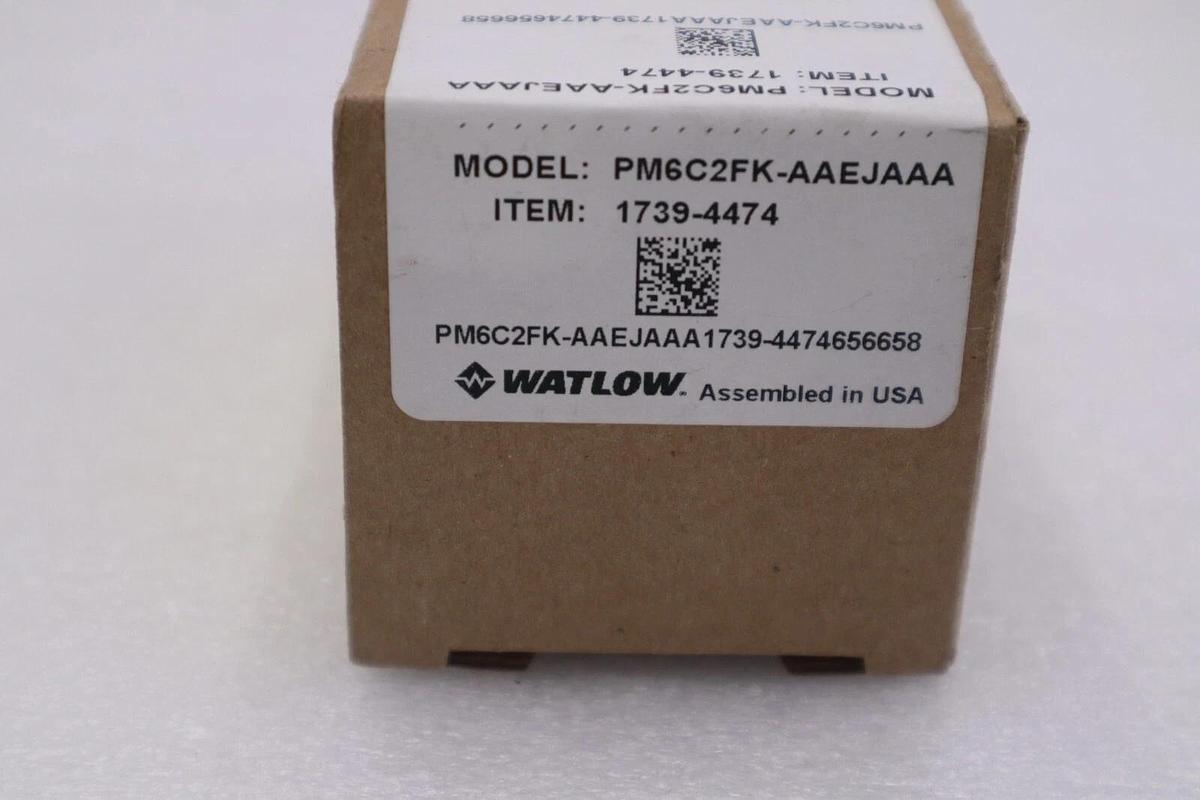 PM6C2FK-AAEJAAA1739-4474656658
ITEM: 1739-4474
MODEL: PM6C2FK-AAEJAAA
MODEL: PM6C2FK-AAEJAAA
ITEM: 1739-4474
PM6C2FK-AAEJAAA1739-4474656658
WATLOW. Assembled in USA